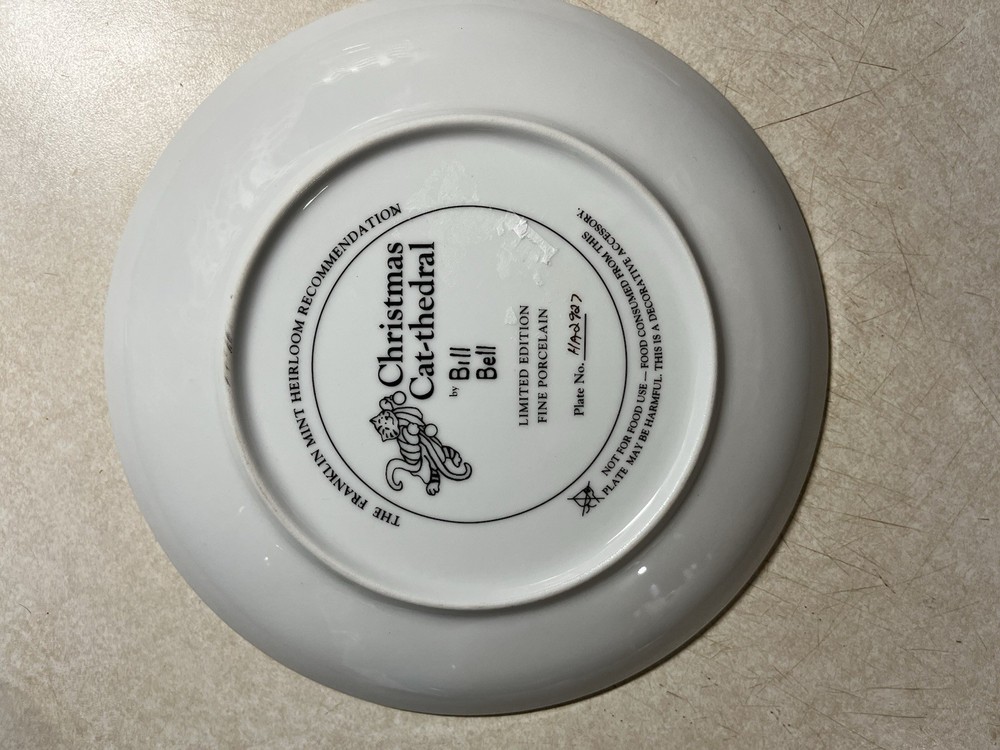 THE FRANKLIN MINT HEIRLOOM RECOMMENDATION
Christmas
Cat-thedral
by Bill
Bell
LIMITED EDITION
FINE PORCELAIN
Plate No. HA2987
NOT FOR FOOD USE — FOOD CONSUMED FROM THIS
PLATE MAY BE HARMFUL. THIS IS A DECORATIVE ACCESSORY.